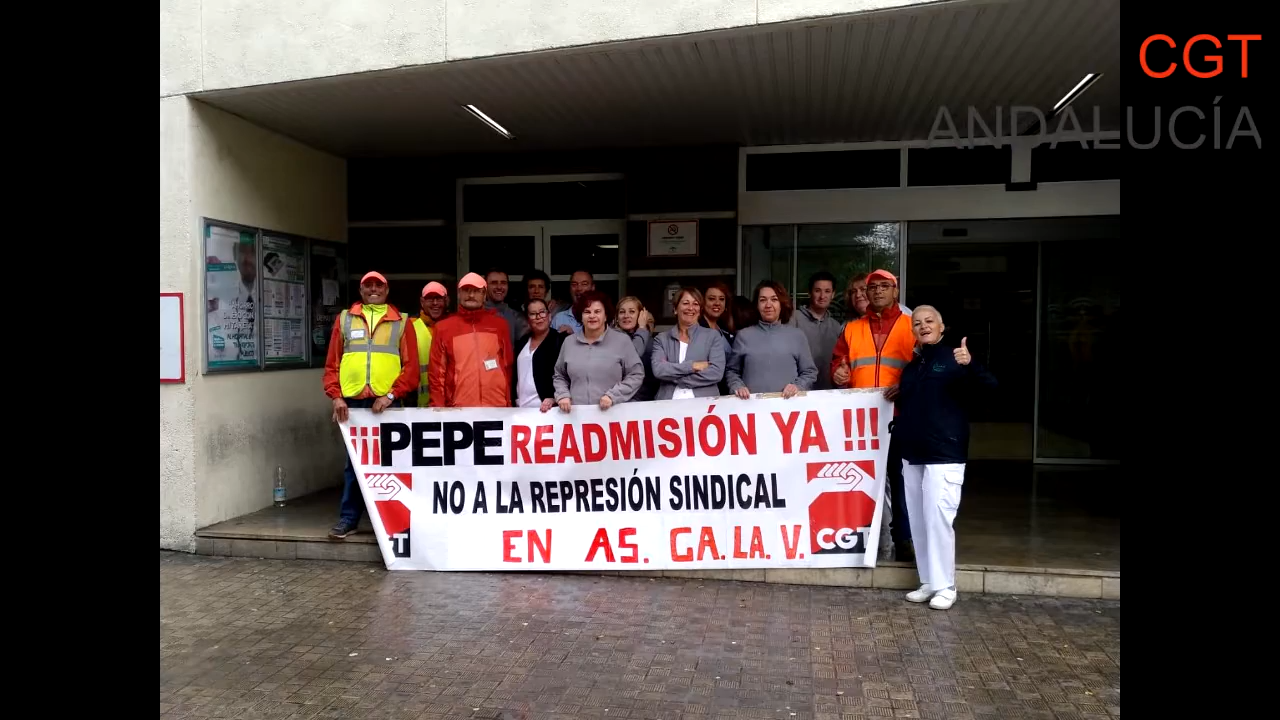 CGT
ANDALUCÍA
¡¡¡PEPE READMISIÓN YA !!!
NO A LA REPRESIÓN SINDICAL
EN AS. GA. LA. V.
CGT